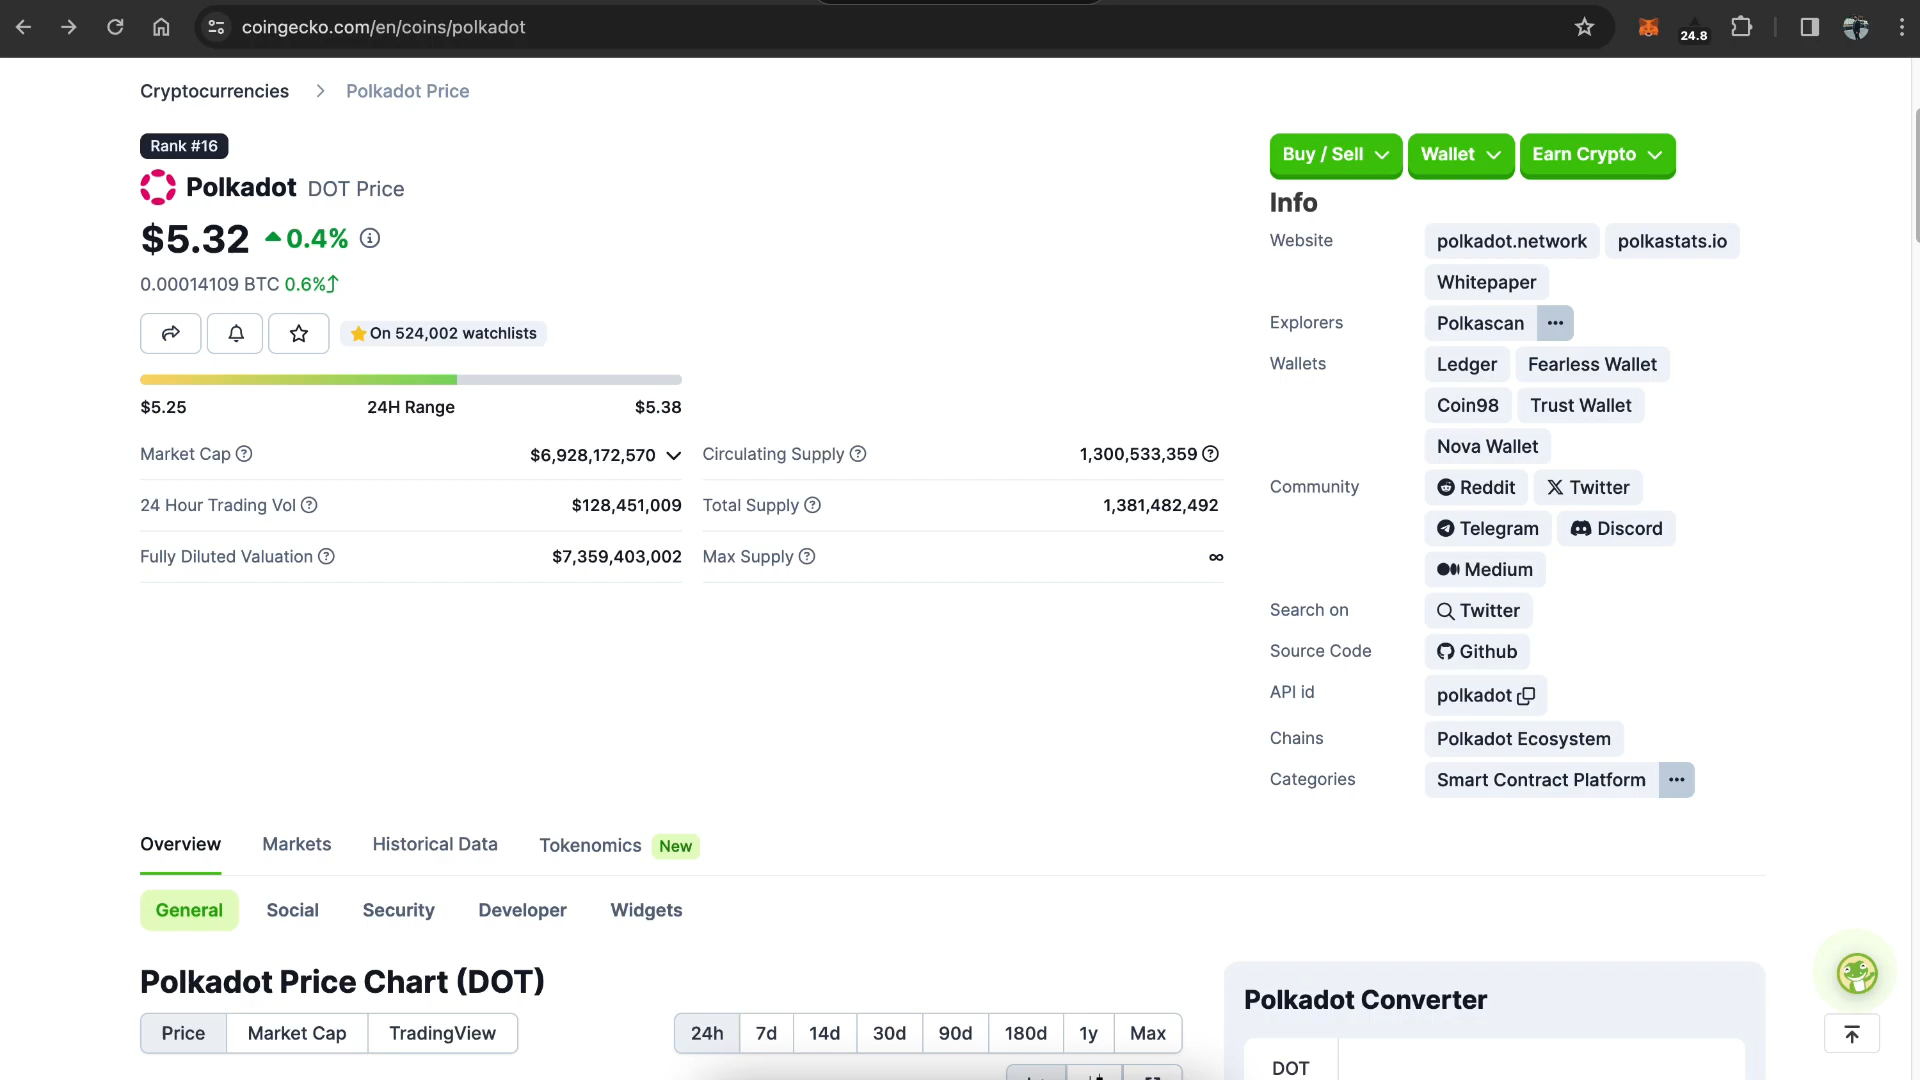 coingecko.com/en/coins/polkadot
24.8
Cryptocurrencies > Polkadot Price
Rank #16
Polkadot DOT Price
$5.32 0.4%
0.00014109 BTC 0.6%
On 524,002 watchlists
$5.25 24H Range $5.38
Market Cap $6,928,172,570
24 Hour Trading Vol $128,451,009
Fully Diluted Valuation $7,359,403,002
Circulating Supply 1,300,533,359
Total Supply 1,381,482,492
Max Supply ∞
Buy / Sell Wallet Earn Crypto
Info
Website polkadot.network polkastats.io
Whitepaper
Explorers Polkascan ...
Wallets Ledger Fearless Wallet
Coin98 Trust Wallet
Nova Wallet
Community Reddit Twitter
Telegram Discord
Medium
Search on Twitter
Source Code Github
API id polkadot
Chains Polkadot Ecosystem
Categories Smart Contract Platform ...
Overview Markets Historical Data Tokenomics New
General Social Security Developer Widgets
Polkadot Price Chart (DOT)
Price Market Cap TradingView
24h 7d 14d 30d 90d 180d 1y Max
Polkadot Converter
DOT